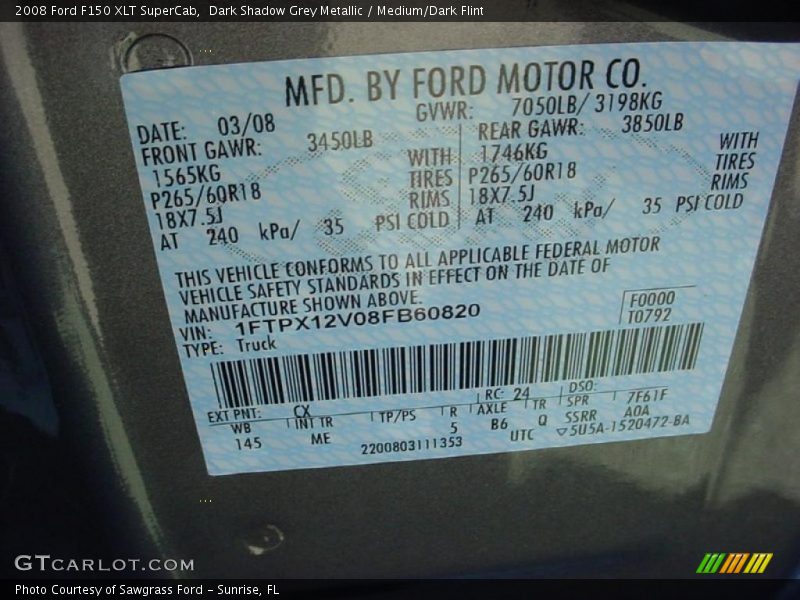 2008 Ford F150 XLT SuperCab, Dark Shadow Grey Metallic / Medium/Dark Flint
MFD. BY FORD MOTOR CO.
DATE: 03/08 GVWR: 7050LB/ 3198KG
FRONT GAWR: 3450LB REAR GAWR: 3850LB
1565KG WITH 1746KG WITH
P265/60R18 TIRES P265/60R18 TIRES
18X7.5J RIMS 18X7.5J RIMS
AT 240 kPa/ 35 PSI COLD AT 240 kPa/ 35 PSI COLD
THIS VEHICLE CONFORMS TO ALL APPLICABLE FEDERAL MOTOR
VEHICLE SAFETY STANDARDS IN EFFECT ON THE DATE OF
MANUFACTURE SHOWN ABOVE.
VIN: 1FTPX12V08FB60820 F0000
TYPE: Truck T0792
EXT PNT: CX RC: 24 DSO:
WB INT TR TP/PS R AXLE TR SPR 7F61F
145 ME 5 B6 Q SSRR A0A
2200803111353 UTC ▽5U5A-1520472-BA
GTCARLOT.COM
Photo Courtesy of Sawgrass Ford - Sunrise, FL